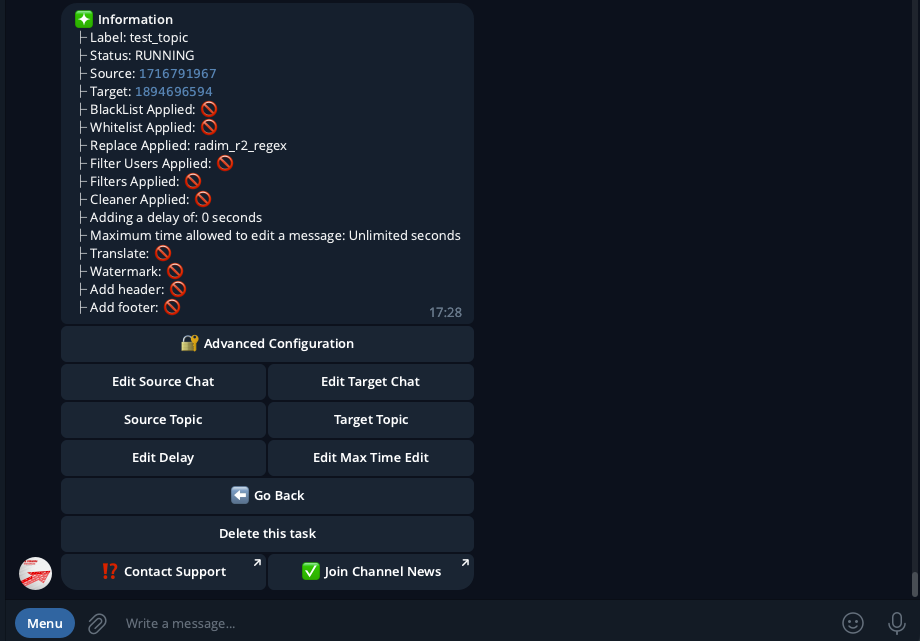 Information
├ Label: test_topic
├ Status: RUNNING
├ Source: 1716791967
├ Target: 1894696594
├ BlackList Applied: 🚫
├ Whitelist Applied: 🚫
├ Replace Applied: radim_r2_regex
├ Filter Users Applied: 🚫
├ Filters Applied: 🚫
├ Cleaner Applied: 🚫
├ Adding a delay of: 0 seconds
├ Maximum time allowed to edit a message: Unlimited seconds
├ Translate: 🚫
├ Watermark: 🚫
├ Add header: 🚫
├ Add footer: 🚫
17:28
🔐 Advanced Configuration
Edit Source Chat
Edit Target Chat
Source Topic
Target Topic
Edit Delay
Edit Max Time Edit
⬅️ Go Back
Delete this task
⁉️ Contact Support
✅ Join Channel News
Menu
Write a message...